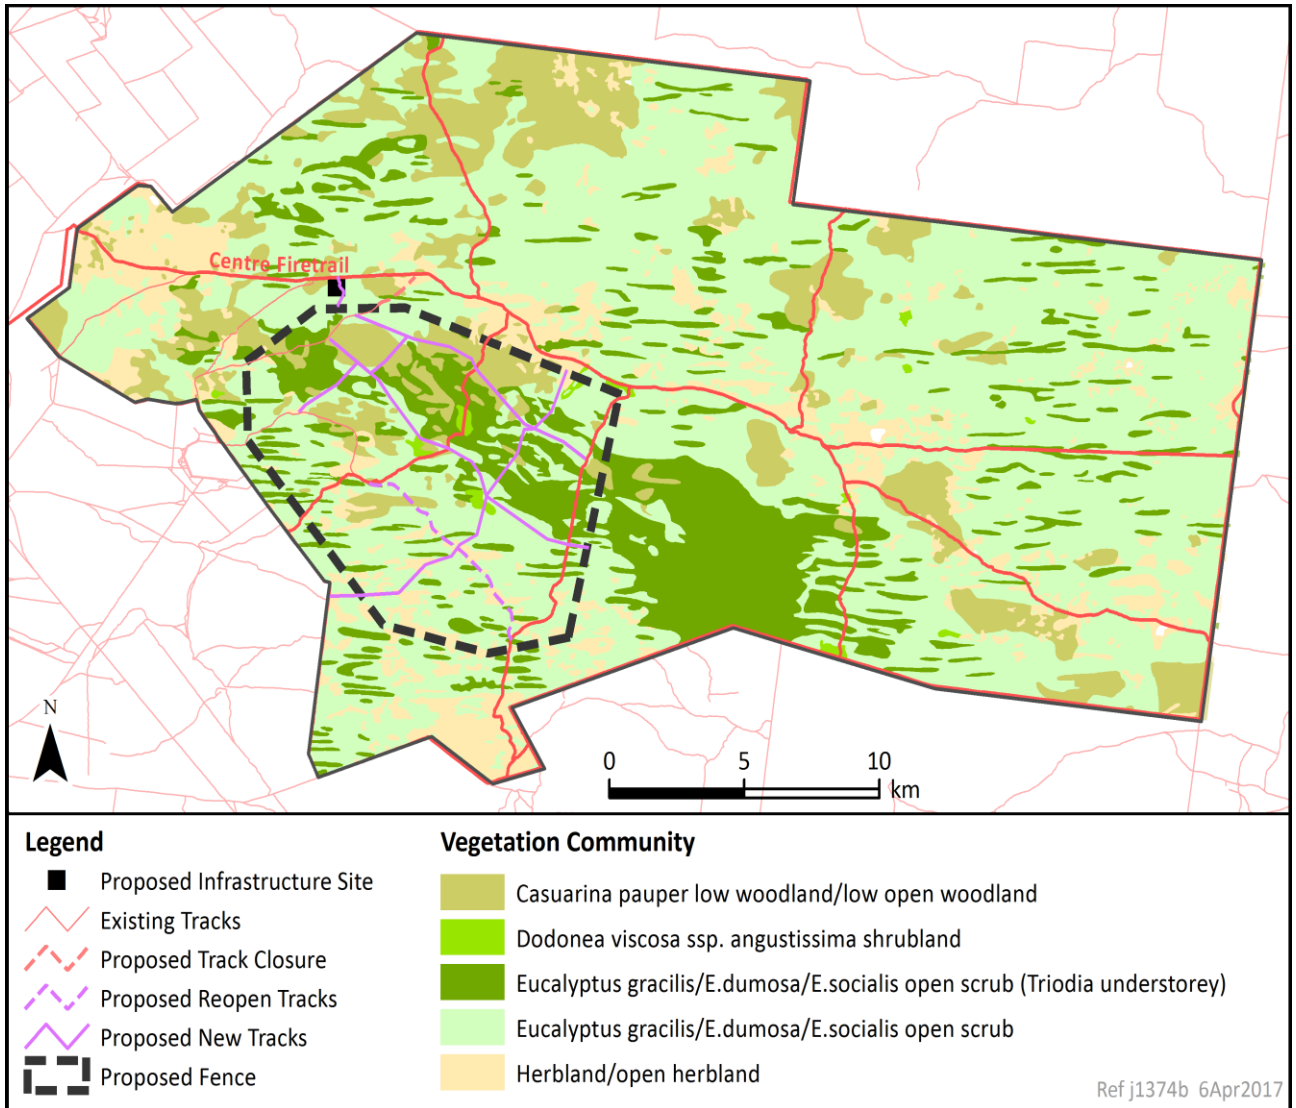 Centre Firetrail
N
0 5 10
km
Legend
Proposed Infrastructure Site
Existing Tracks
Proposed Track Closure
Proposed Reopen Tracks
Proposed New Tracks
Proposed Fence
Vegetation Community
Casuarina pauper low woodland/low open woodland
Dodonea viscosa ssp. angustissima shrubland
Eucalyptus gracilis/E.dumosa/E.socialis open scrub (Triodia understorey)
Eucalyptus gracilis/E.dumosa/E.socialis open scrub
Herbland/open herbland
Ref j1374b 6Apr2017